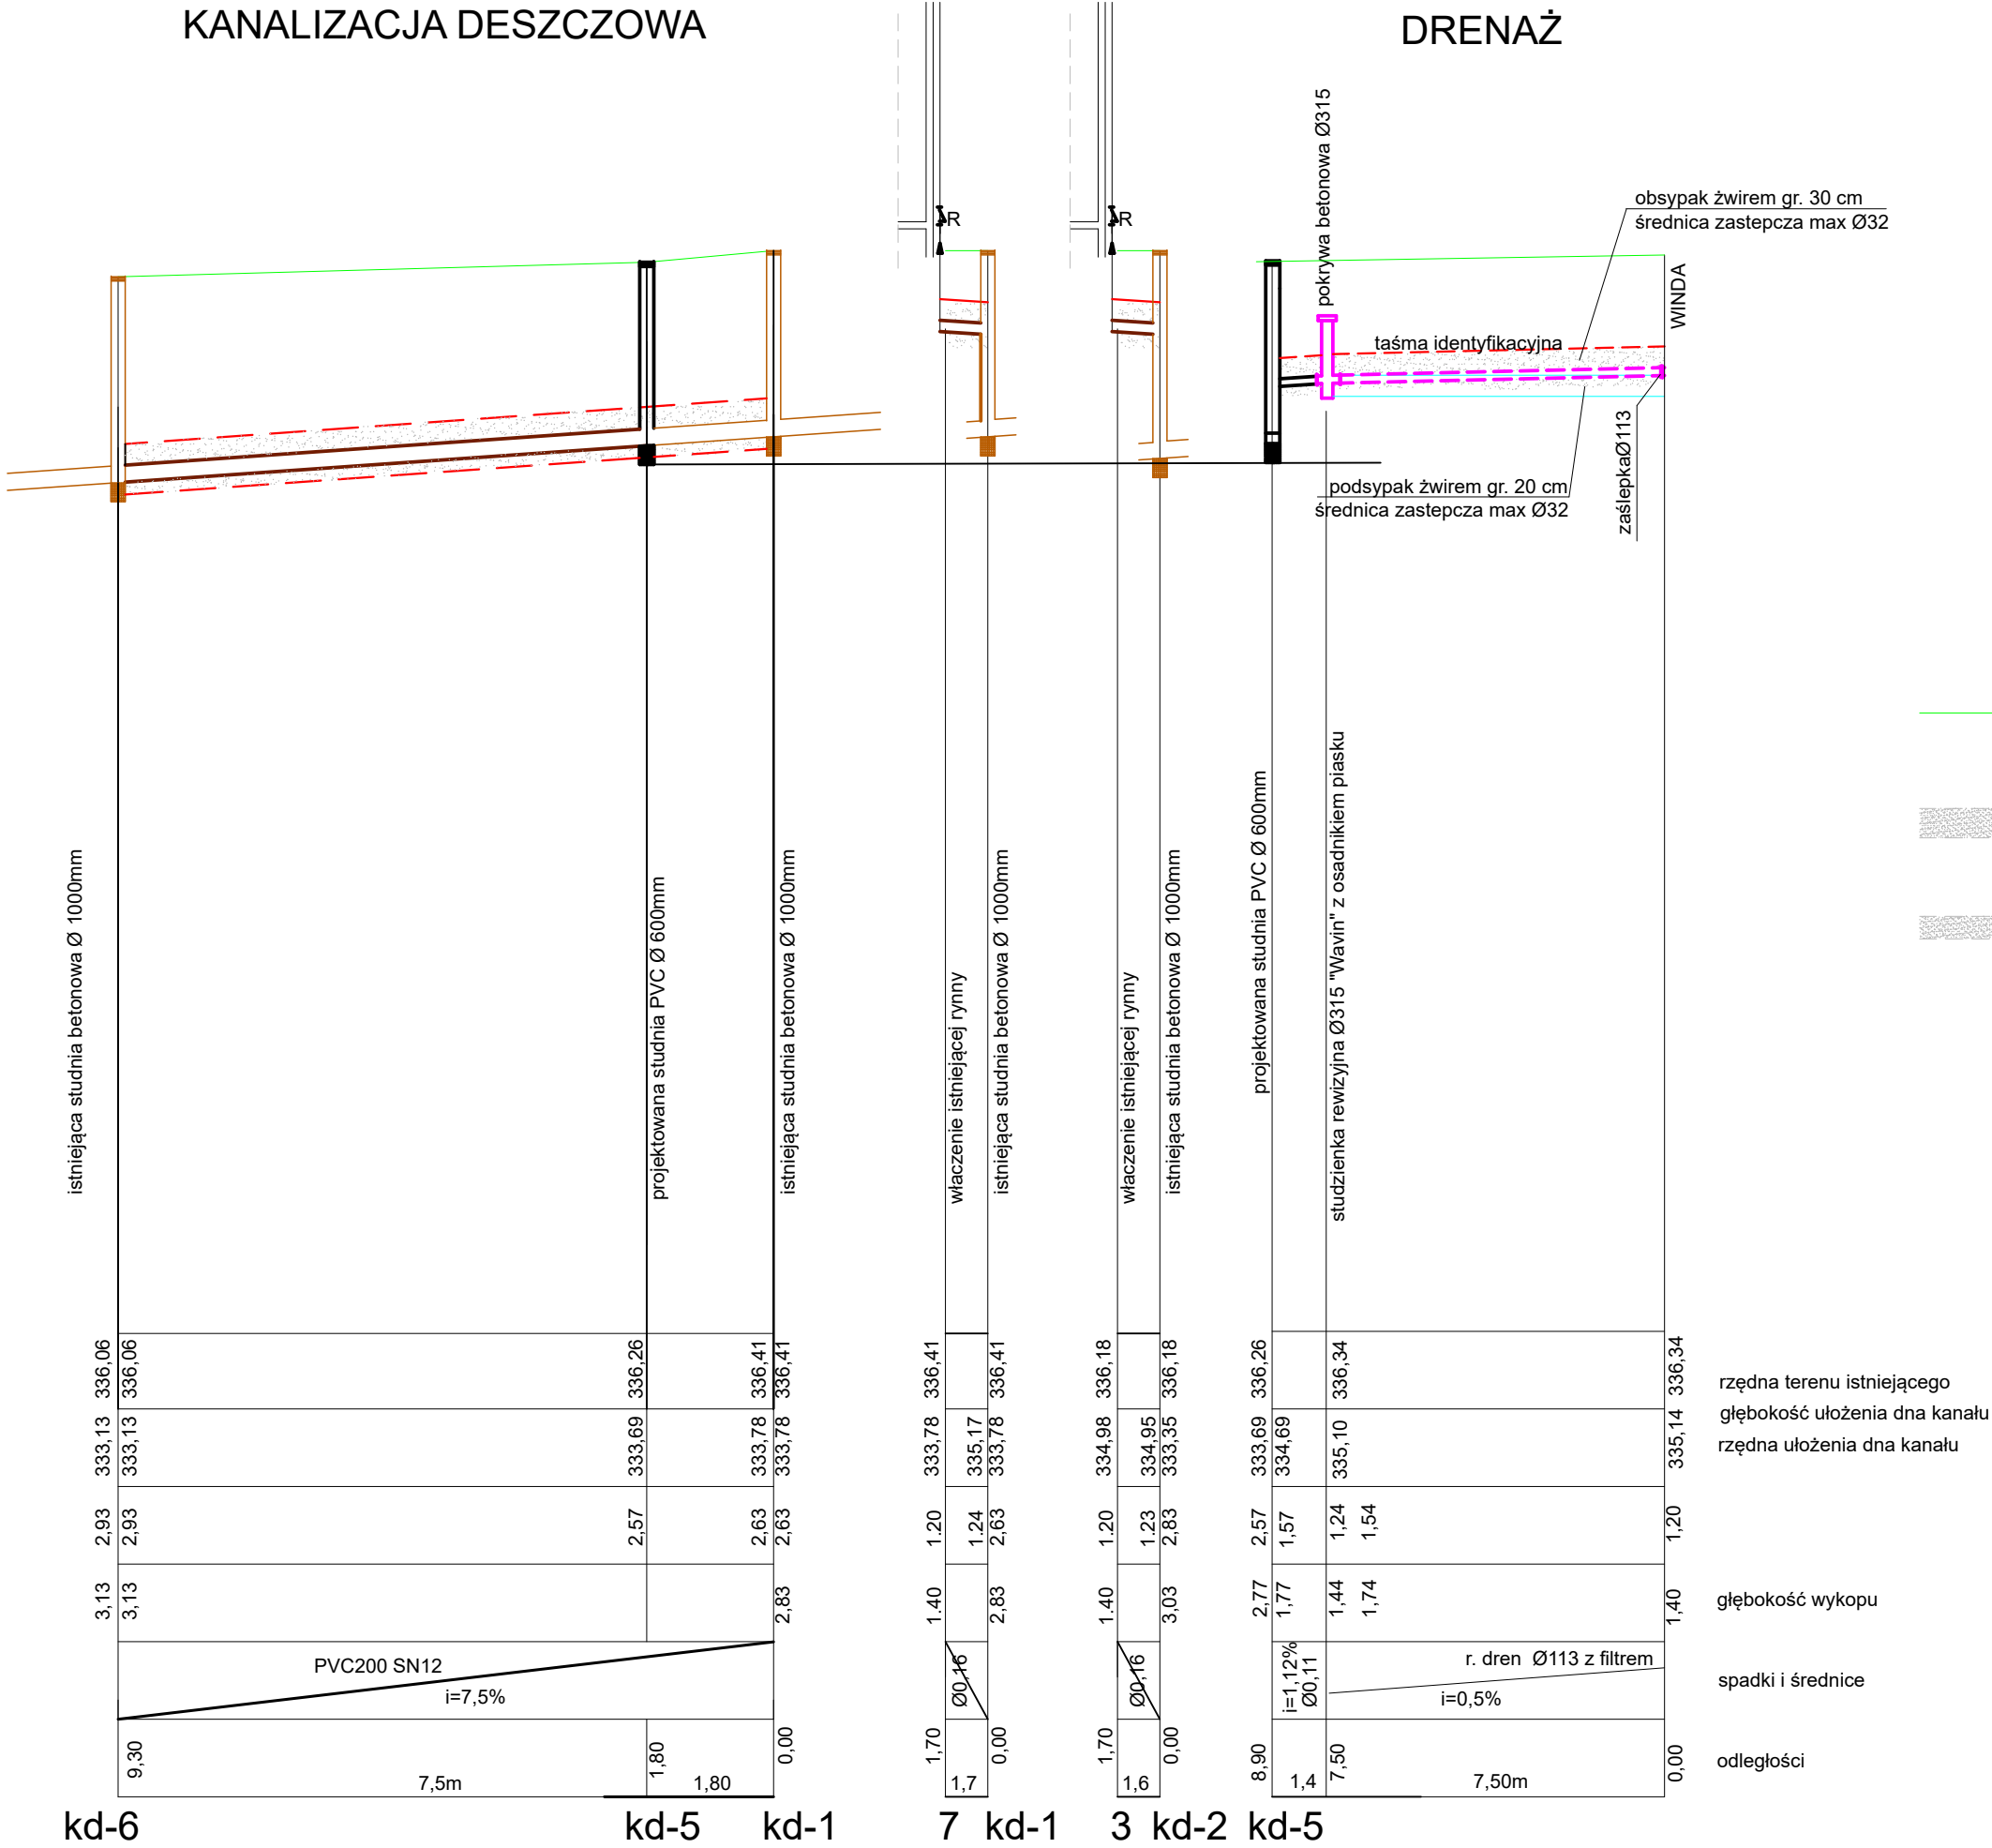 KANALIZACJA DESZCZOWA
DRENAŻ
R
R
pokrywa betonowa Ø315
obsypak żwirem gr. 30 cm
średnica zastepcza max Ø32
WINDA
taśma identyfikacyjna
zaślepkaØ113
podsypak żwirem gr. 20 cm
średnica zastepcza max Ø32
istniejąca studnia betonowa Ø 1000mm
projektowana studnia PVC Ø 600mm
istniejąca studnia betonowa Ø 1000mm
właczenie istniejącej rynny
istniejąca studnia betonowa Ø 1000mm
właczenie istniejącej rynny
istniejąca studnia betonowa Ø 1000mm
projektowana studnia PVC Ø 600mm
studzienka rewizyjna Ø315 "Wavin" z osadnikiem piasku
336,06 336,06 336,26 336,41 336,41 336,41 336,41 336,18 336,18 336,26 336,34 336,34
rzędna terenu istniejącego
głębokość ułożenia dna kanału
333,13 333,13 333,69 333,78 333,78 333,78 335,17 333,78 334,98 334,95 333,35 333,69 334,69 335,10 335,14
rzędna ułożenia dna kanału
2,93 2,93 2,57 2,63 2,63 1.20 1.24 2,63 1.20 1.23 2,83 2,57 1,57 1,24 1,54 1,20
3,13 3,13 2,83 1.40 2,83 1.40 3,03 2,77 1,77 1,44 1,74 1,40
głębokość wykopu
PVC200 SN12
i=7,5%
Ø0,16
Ø0,16
i=1,12%
Ø0,11
r. dren Ø113 z filtrem
i=0,5%
spadki i średnice
9,30 1,80 0,00 1,70 0,00 1,70 0,00 8,90 7,50 0,00
odległości
7,5m 1,80 1,7 1,6 1,4 7,50m
kd-6 kd-5 kd-1 7 kd-1 3 kd-2 kd-5